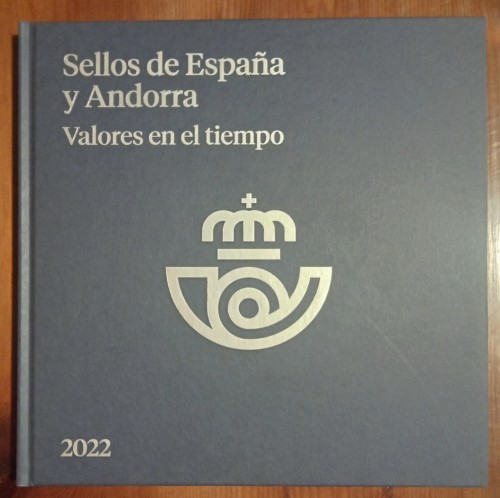 Sellos de España
y Andorra
Valores en el tiempo
2022